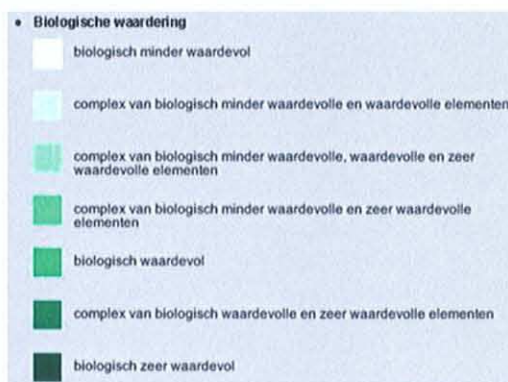 • Biologische waardering
biologisch minder waardevol
complex van biologisch minder waardevolle en waardevolle elementen
complex van biologisch minder waardevolle, waardevolle en zeer
waardevolle elementen
complex van biologisch minder waardevolle en zeer waardevolle
elementen
biologisch waardevol
complex van biologisch waardevolle en zeer waardevolle elementen
biologisch zeer waardevol